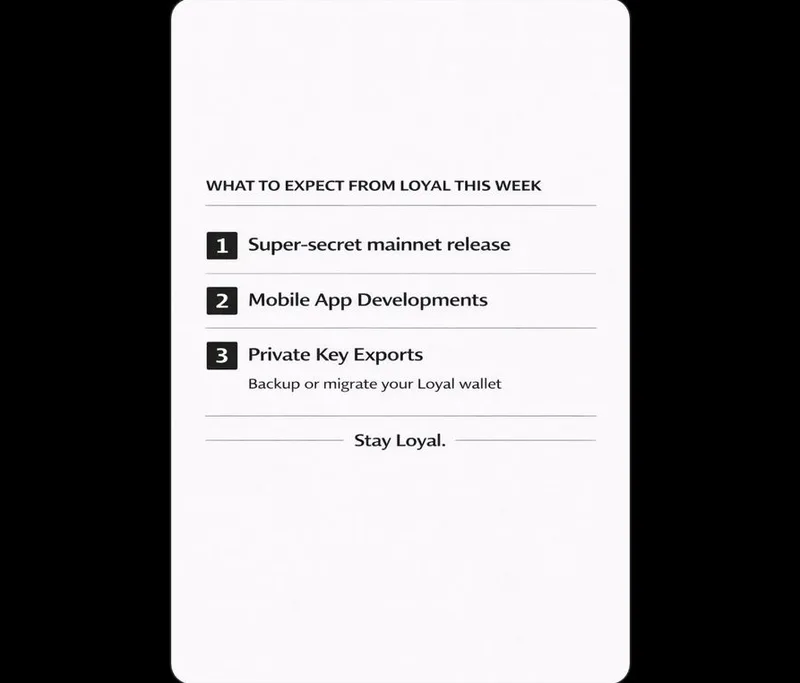 WHAT TO EXPECT FROM LOYAL THIS WEEK
1 Super-secret mainnet release
2 Mobile App Developments
3 Private Key Exports
Backup or migrate your Loyal wallet
Stay Loyal.